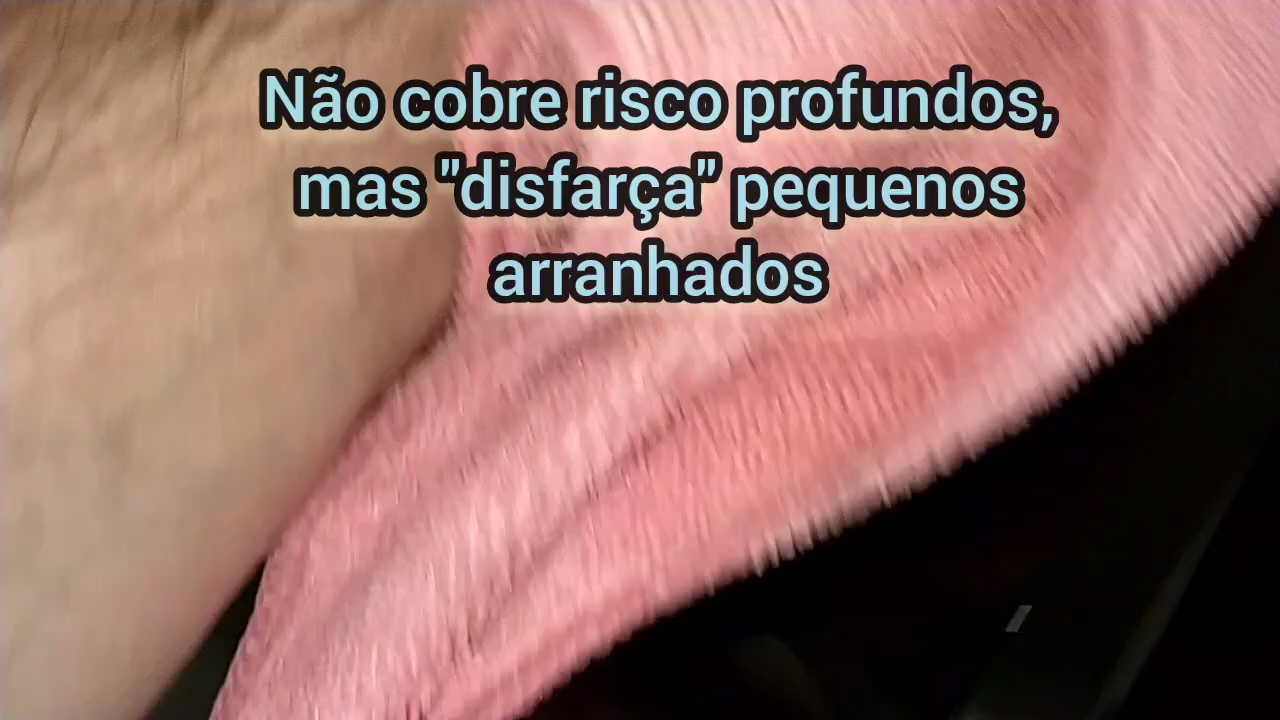 Não cobre risco profundos,
mas "disfarça" pequenos
arranhados